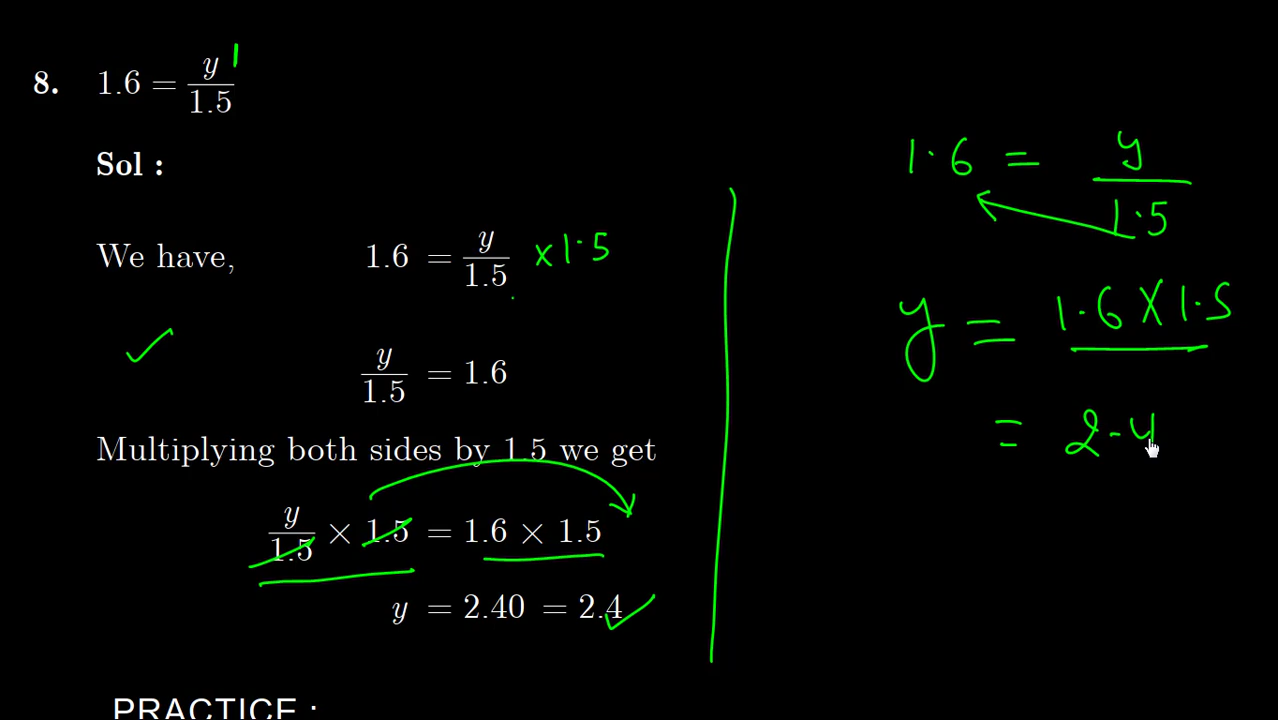 8. 1.6 = y/1.5
Sol :
We have, 1.6 = y/1.5 ×1.5
y/1.5 = 1.6
Multiplying both sides by 1.5 we get
y/1.5 × 1.5 = 1.6 × 1.5
y = 2.40 = 2.4
PRACTICE :
1.6 = y/1.5
y = 1.6×1.5
= 2.4